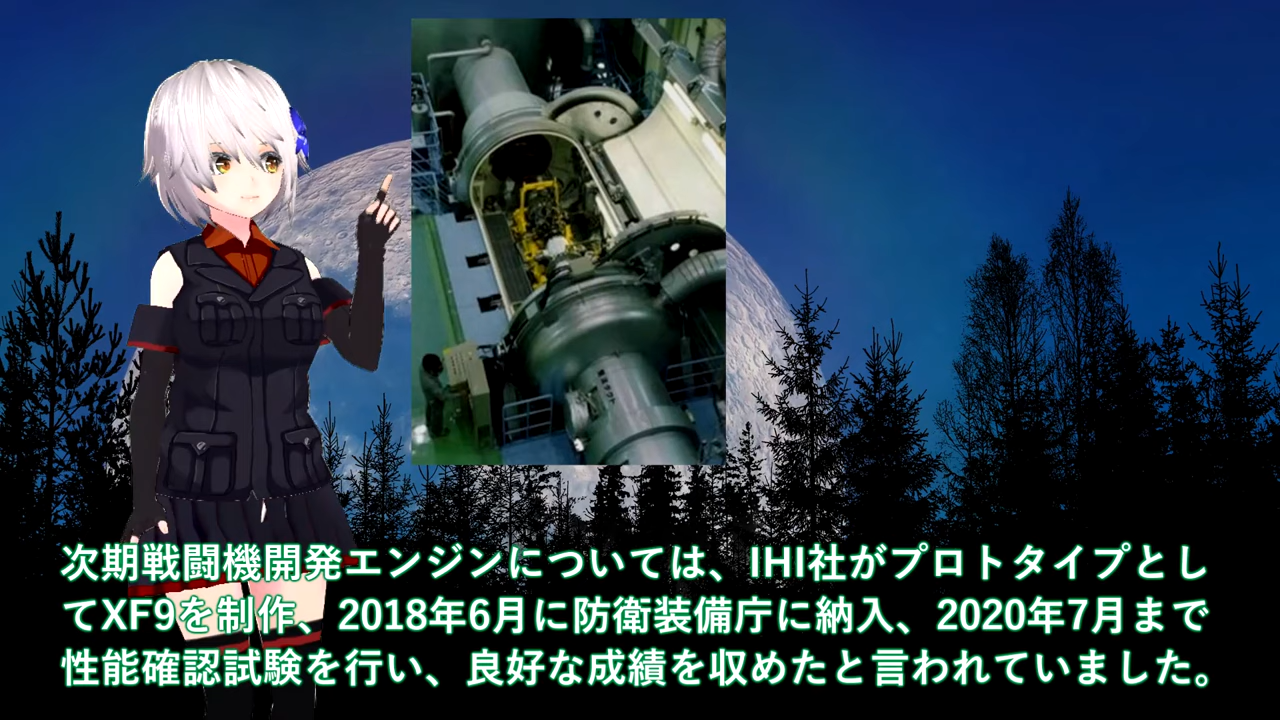 次期戦闘機開発エンジンについては、IHI社がプロトタイプとし
てXF9を制作、2018年6月に防衛装備庁に納入、2020年7月まで
性能確認試験を行い、良好な成績を収めたと言われていました。